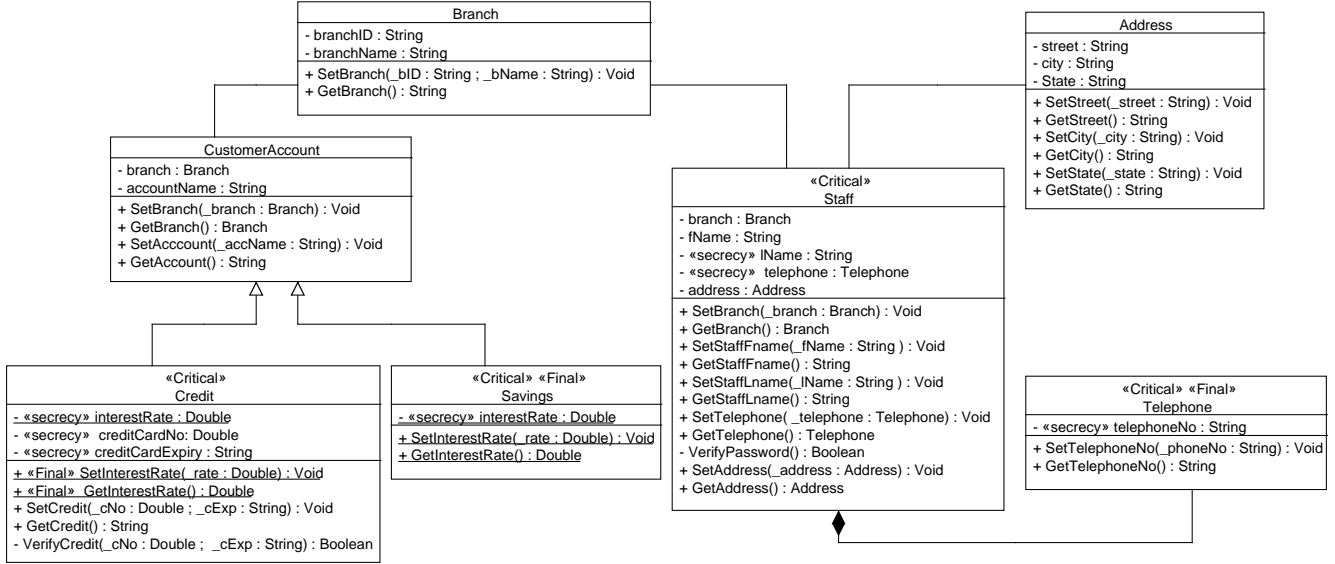 Branch
- branchID : String
- branchName : String
+ SetBranch(_bID : String ; _bName : String) : Void
+ GetBranch() : String
Address
- street : String
- city : String
- State : String
+ SetStreet(_street : String) : Void
+ GetStreet() : String
+ SetCity(_city : String) : Void
+ GetCity() : String
+ SetState(_state : String) : Void
+ GetState() : String
CustomerAccount
- branch : Branch
- accountName : String
+ SetBranch(_branch : Branch) : Void
+ GetBranch() : Branch
+ SetAcccount(_accName : String) : Void
+ GetAccount() : String
«Critical»
Staff
- branch : Branch
- fName : String
- «secrecy» lName : String
- «secrecy» telephone : Telephone
- address : Address
+ SetBranch(_branch : Branch) : Void
+ GetBranch() : Branch
+ SetStaffFname(_fName : String ) : Void
+ GetStaffFname() : String
+ SetStaffLname(_lName : String ) : Void
+ GetStaffLname() : String
+ SetTelephone( _telephone : Telephone) : Void
+ GetTelephone() : Telephone
- VerifyPassword() : Boolean
+ SetAddress(_address : Address) : Void
+ GetAddress() : Address
«Critical»
Credit
- «secrecy» interestRate : Double
- «secrecy» creditCardNo: Double
- «secrecy» creditCardExpiry : String
+ «Final» SetInterestRate(_rate : Double) : Void
+ «Final» GetInterestRate() : Double
+ SetCredit(_cNo : Double ; _cExp : String) : Void
+ GetCredit() : String
- VerifyCredit(_cNo : Double ; _cExp : String) : Boolean
«Critical» «Final»
Savings
- «secrecy» interestRate : Double
+ SetInterestRate(_rate : Double) : Void
+ GetInterestRate() : Double
«Critical» «Final»
Telephone
- «secrecy» telephoneNo : String
+ SetTelephoneNo(_phoneNo : String) : Void
+ GetTelephoneNo() : String